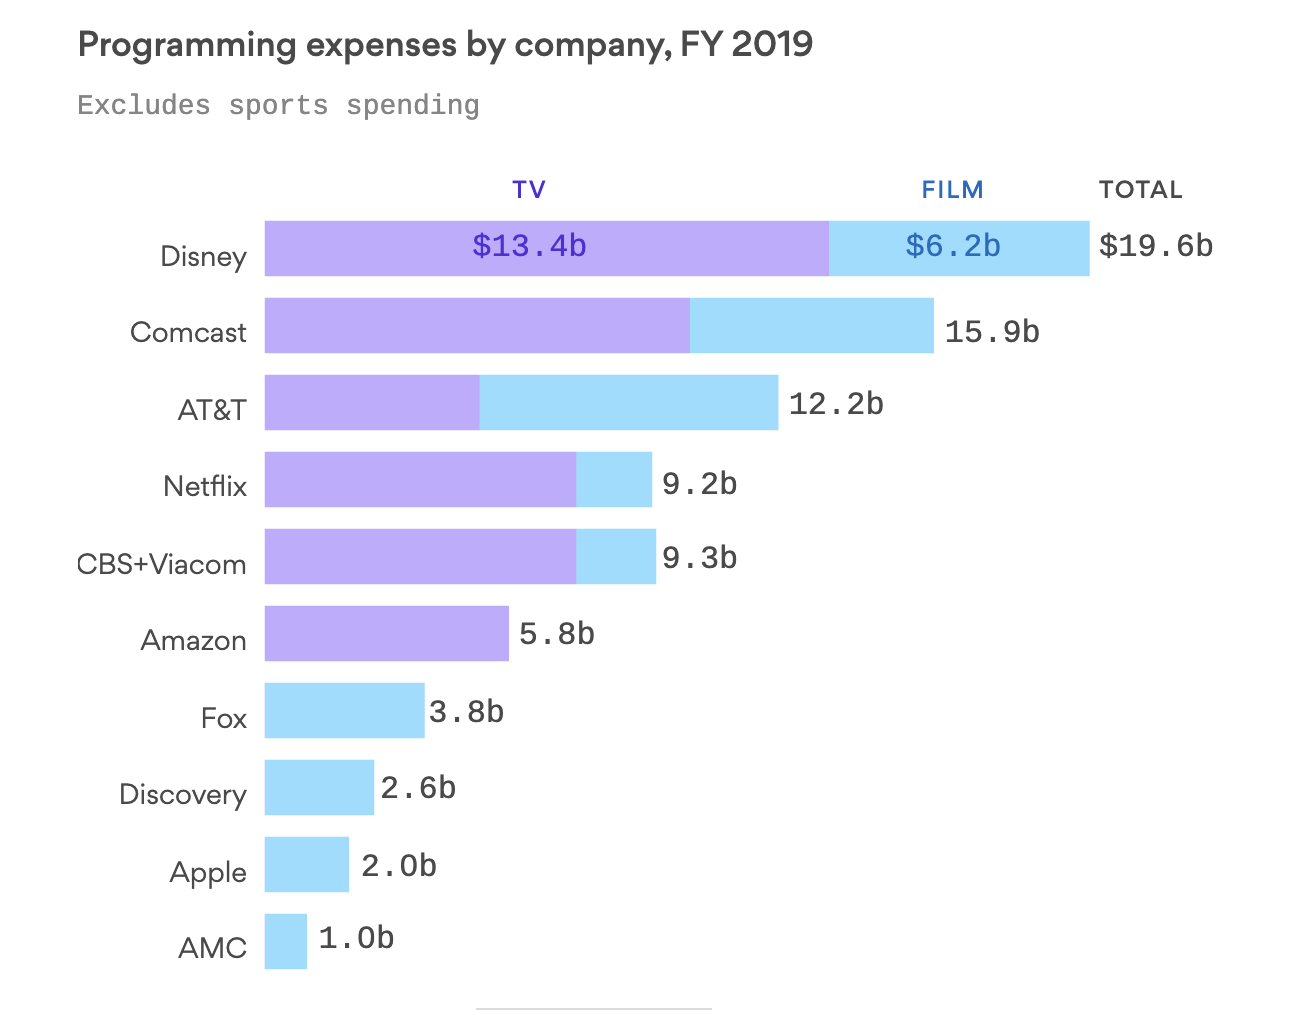 Programming expenses by company, FY 2019
Excludes sports spending
TV FILM TOTAL
Disney $13.4b $6.2b $19.6b
Comcast 15.9b
AT&T 12.2b
Netflix 9.2b
CBS+Viacom 9.3b
Amazon 5.8b
Fox 3.8b
Discovery 2.6b
Apple 2.0b
AMC 1.0b